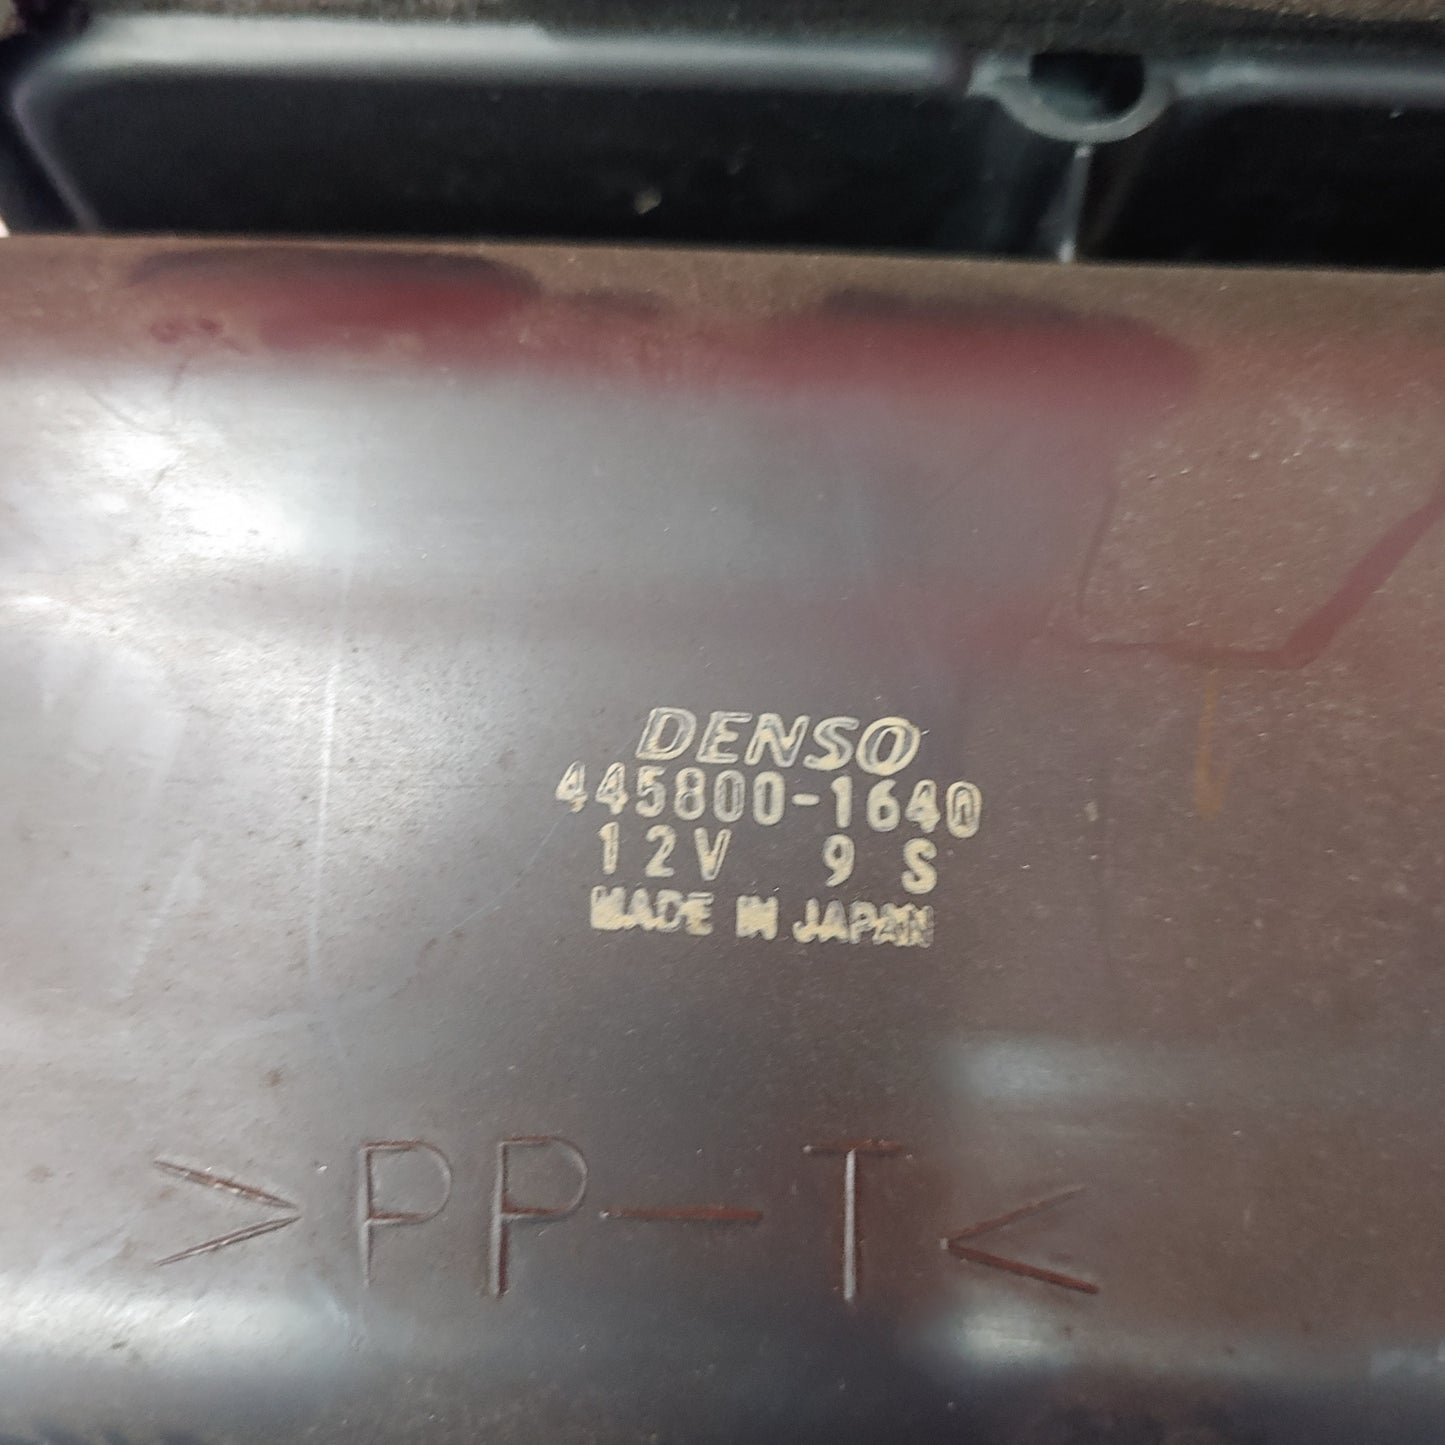 DENSO
445800-1640
12V 9 S
MADE IN JAPAN
>PP-T<